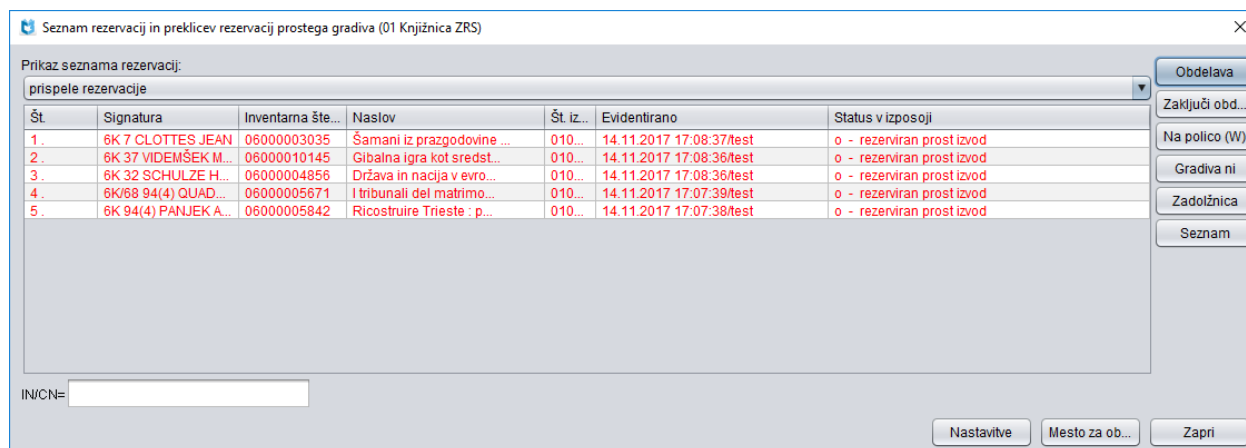 Seznam rezervacij in preklicev rezervacij prostega gradiva (01 Knjižnica ZRS)
Prikaz seznama rezervacij:
prispele rezervacije
Obdelava
Zaključi obd...
Na polico (W)
Gradiva ni
Zadolžnica
Seznam
Št. Signatura Inventarna šte... Naslov Št. iz... Evidentirano Status v izposoji
1 . 6K 7 CLOTTES JEAN 06000003035 Šamani iz prazgodovine ... 010... 14.11.2017 17:08:37/test o - rezerviran prost izvod
2 . 6K 37 VIDEMŠEK M... 06000010145 Gibalna igra kot sredst... 010... 14.11.2017 17:08:36/test o - rezerviran prost izvod
3 . 6K 32 SCHULZE H... 06000004856 Država in nacija v evro... 010... 14.11.2017 17:08:36/test o - rezerviran prost izvod
4 . 6K/68 94(4) QUAD... 06000005671 I tribunali del matrimo... 010... 14.11.2017 17:07:39/test o - rezerviran prost izvod
5 . 6K 94(4) PANJEK A... 06000005842 Ricostruire Trieste : p... 010... 14.11.2017 17:07:38/test o - rezerviran prost izvod
IN/CN=
Nastavitve Mesto za ob... Zapri